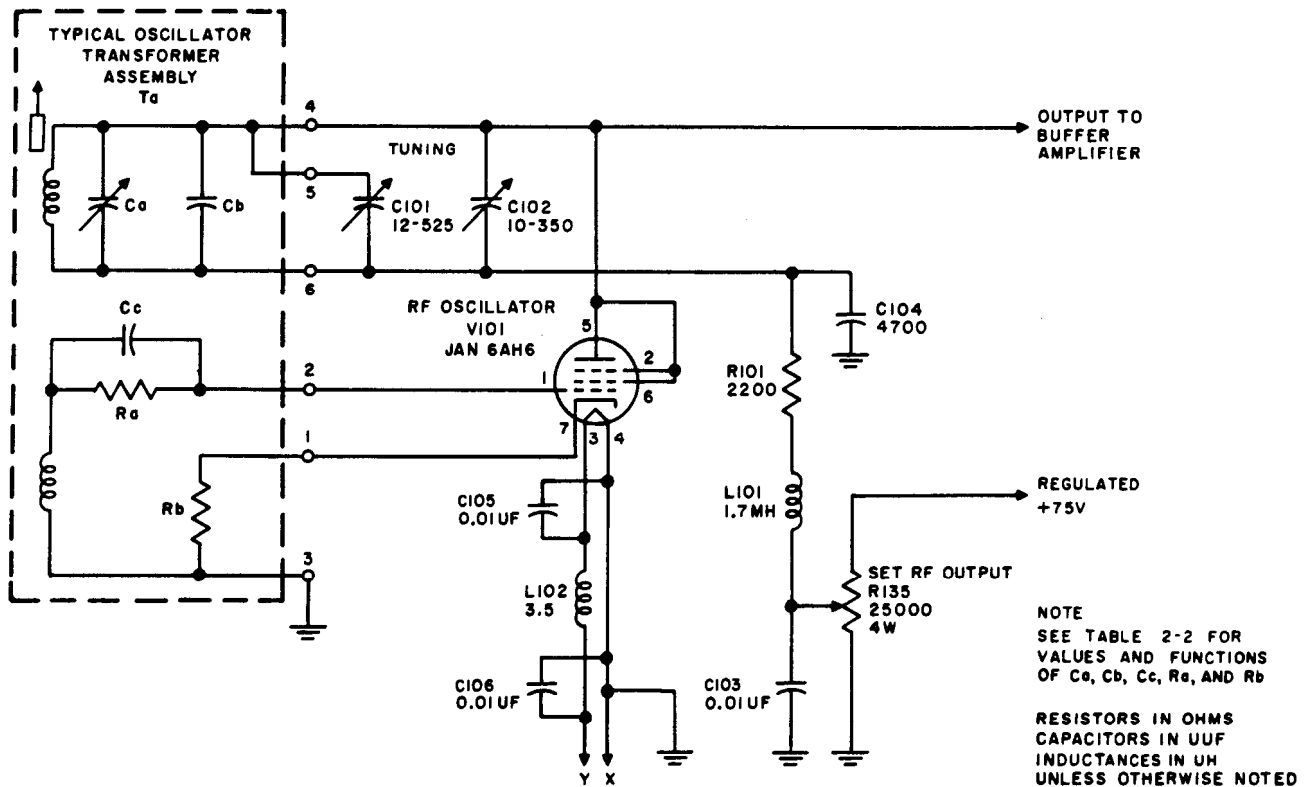 TYPICAL OSCILLATOR
TRANSFORMER
ASSEMBLY
Ta
4
OUTPUT TO
BUFFER
AMPLIFIER
TUNING
5
Ca
Cb
C101
12-525
C102
10-350
6
Cc
RF OSCILLATOR
V101
JAN 6AH6
5
C104
4700
2
1
2
6
R101
2200
Ra
1
7
3
4
Rb
C105
0.01UF
L101
1.7MH
REGULATED
+75V
3
L102
3.5
SET RF OUTPUT
R135
25000
4W
NOTE
SEE TABLE 2-2 FOR
VALUES AND FUNCTIONS
OF Ca, Cb, Cc, Ra, AND Rb
C106
0.01UF
C103
0.01UF
RESISTORS IN OHMS
CAPACITORS IN UUF
INDUCTANCES IN UH
UNLESS OTHERWISE NOTED
Y
X